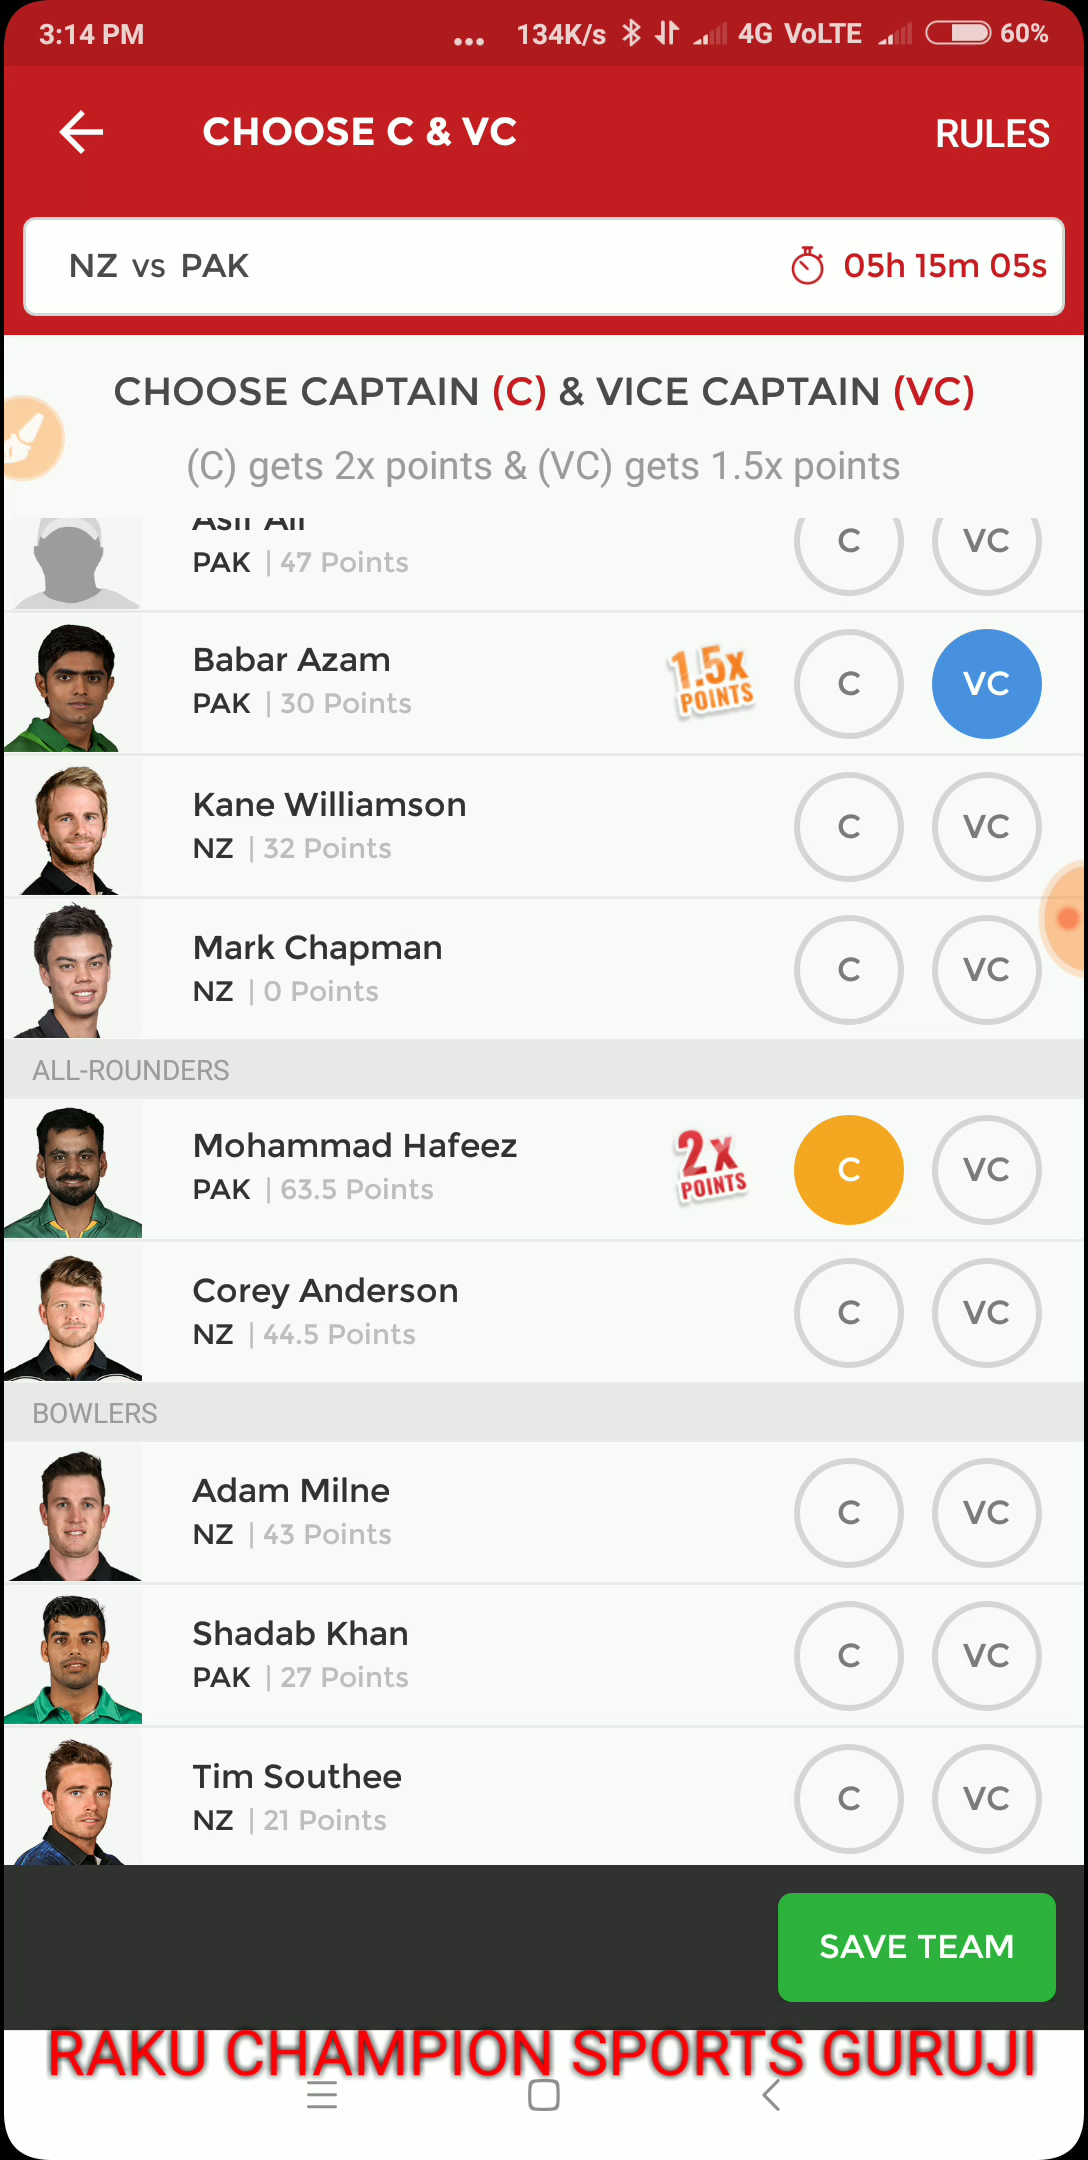 3:14 PM
... 134K/s 4G VoLTE 60%
CHOOSE C & VC
RULES
NZ vs PAK
05h 15m 05s
CHOOSE CAPTAIN (C) & VICE CAPTAIN (VC)
(C) gets 2x points & (VC) gets 1.5x points
Asif Ali
PAK | 47 Points
C VC
Babar Azam
PAK | 30 Points
1.5x
POINTS
C VC
Kane Williamson
NZ | 32 Points
C VC
Mark Chapman
NZ | 0 Points
C VC
ALL-ROUNDERS
Mohammad Hafeez
PAK | 63.5 Points
2x
POINTS
C VC
Corey Anderson
NZ | 44.5 Points
C VC
BOWLERS
Adam Milne
NZ | 43 Points
C VC
Shadab Khan
PAK | 27 Points
C VC
Tim Southee
NZ | 21 Points
C VC
SAVE TEAM
RAKU CHAMPION SPORTS GURUJI